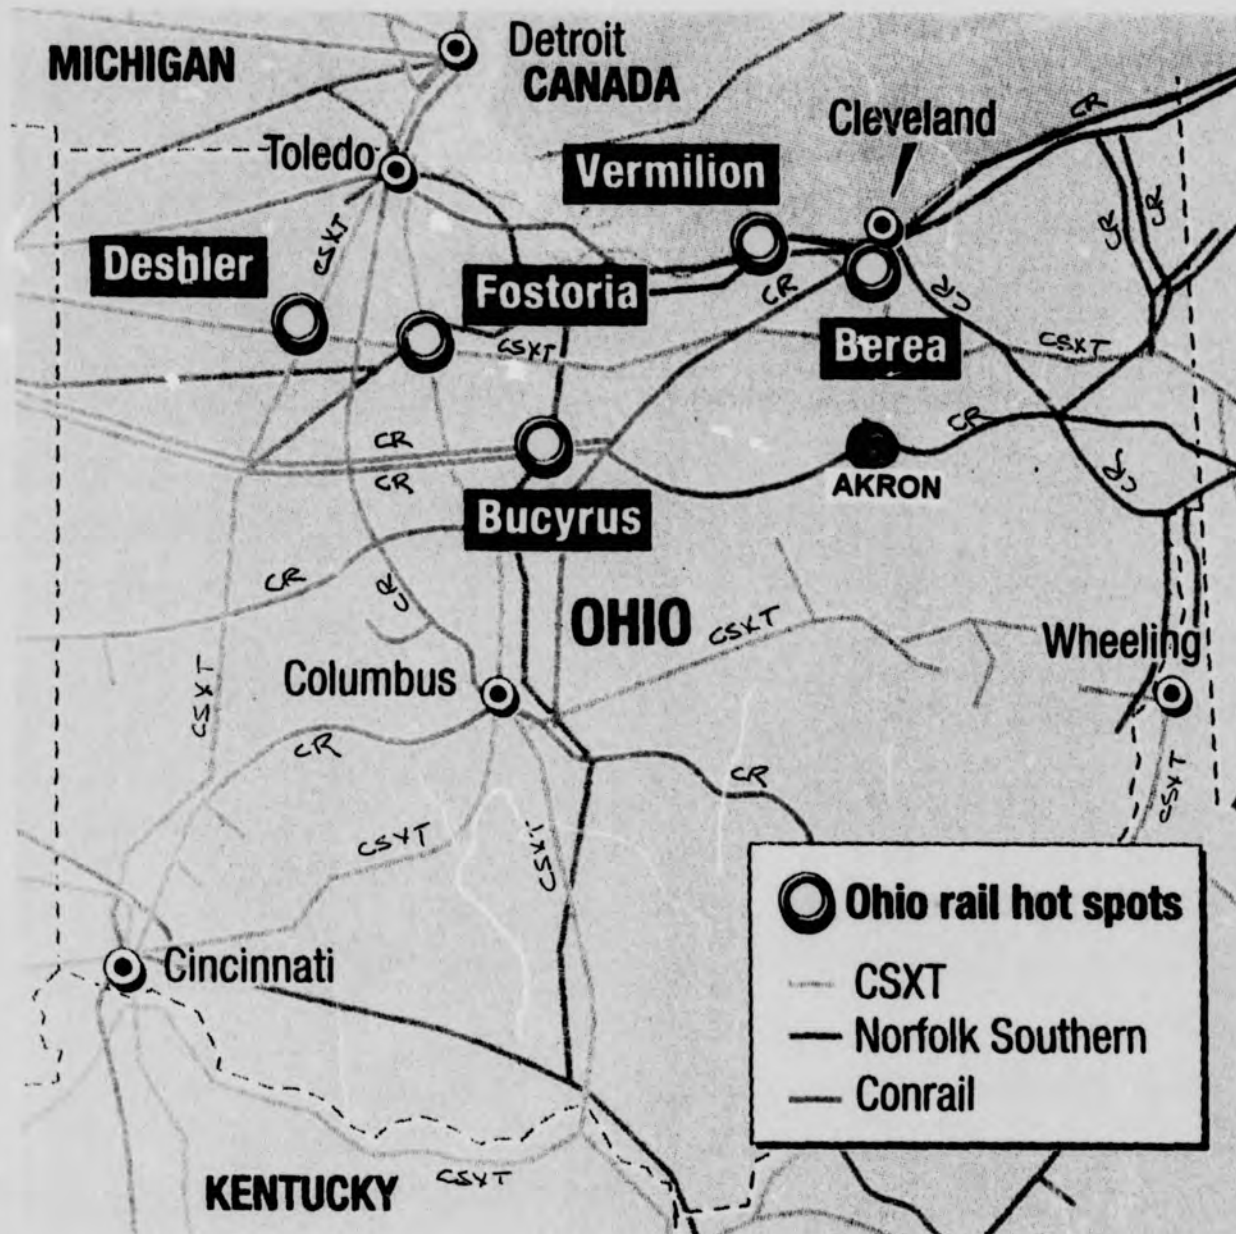 MICHIGAN
Detroit
CANADA
Cleveland
CR
Toledo
Vermilion
CR
CR
CSXT
Desbler
Fostoria
CR
CR
CSXT
Berea
CSXT
CR
CR
CR
AKRON
CR
Bucyrus
CR
CR
OHIO
CSXT
Wheeling
CSXT
Columbus
CR
CR
CSXT
CSXT
CSXT
Ohio rail hot spots
Cincinnati
CSXT
Norfolk Southern
Conrail
CSXT
KENTUCKY